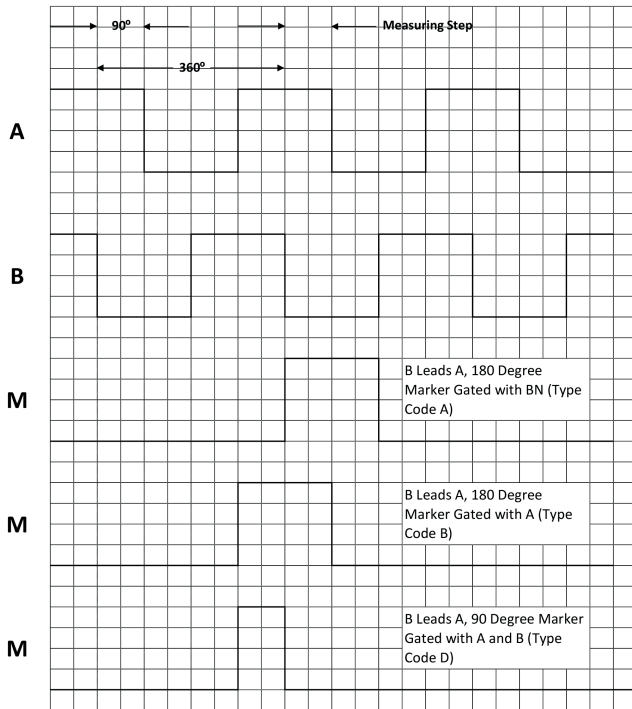 90º Measuring Step
360º
A
B
M
B Leads A, 180 Degree
Marker Gated with BN (Type
Code A)
M
B Leads A, 180 Degree
Marker Gated with A (Type
Code B)
M
B Leads A, 90 Degree Marker
Gated with A and B (Type
Code D)